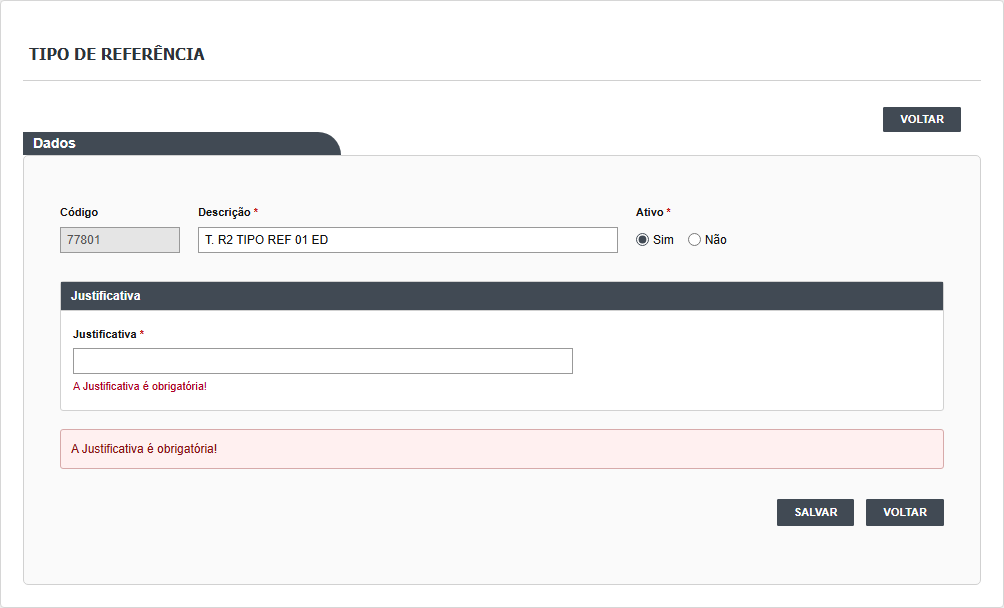 TIPO DE REFERÊNCIA
VOLTAR
Dados
Código Descrição * Ativo *
77801 T. R2 TIPO REF 01 ED Sim Não
Justificativa
Justificativa *
A Justificativa é obrigatória!
A Justificativa é obrigatória!
SALVAR VOLTAR